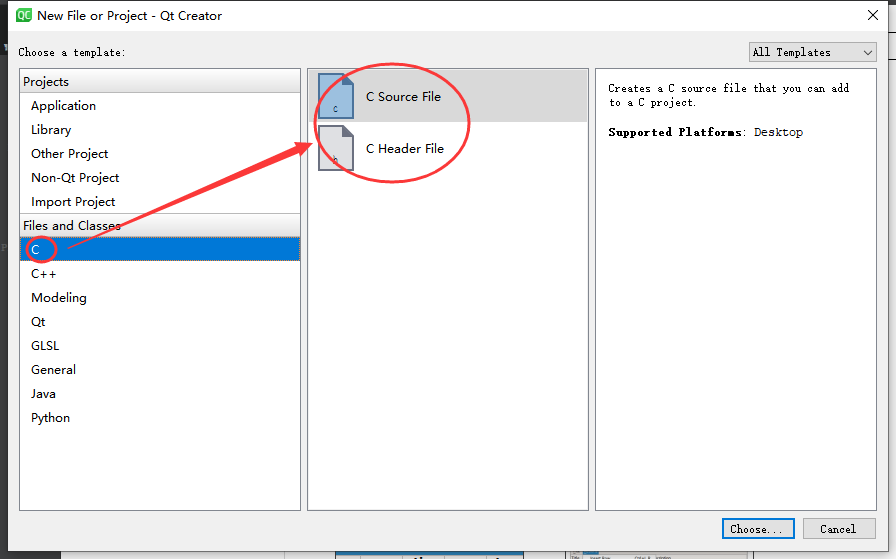 New File or Project - Qt Creator
Choose a template:
All Templates
Projects
Application
Library
Other Project
Non-Qt Project
Import Project
Files and Classes
C
C++
Modeling
Qt
GLSL
General
Java
Python
C Source File
C Header File
Creates a C source file that you can add
to a C project.
Supported Platforms: Desktop
Choose...
Cancel